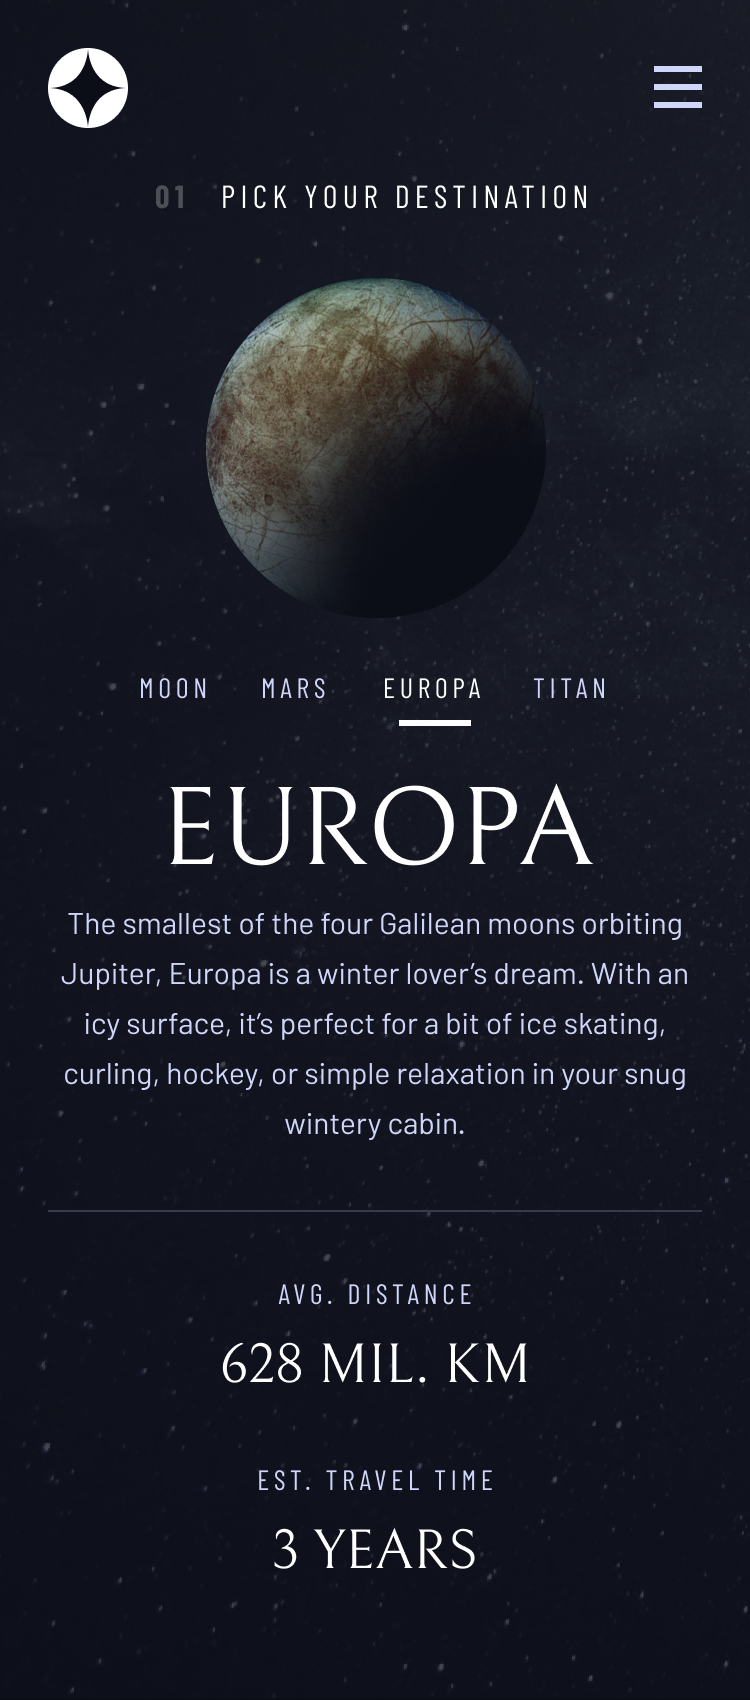 01 PICK YOUR DESTINATION
MOON MARS EUROPA TITAN
EUROPA
The smallest of the four Galilean moons orbiting
Jupiter, Europa is a winter lover’s dream. With an
icy surface, it’s perfect for a bit of ice skating,
curling, hockey, or simple relaxation in your snug
wintery cabin.
AVG. DISTANCE
628 MIL. KM
EST. TRAVEL TIME
3 YEARS